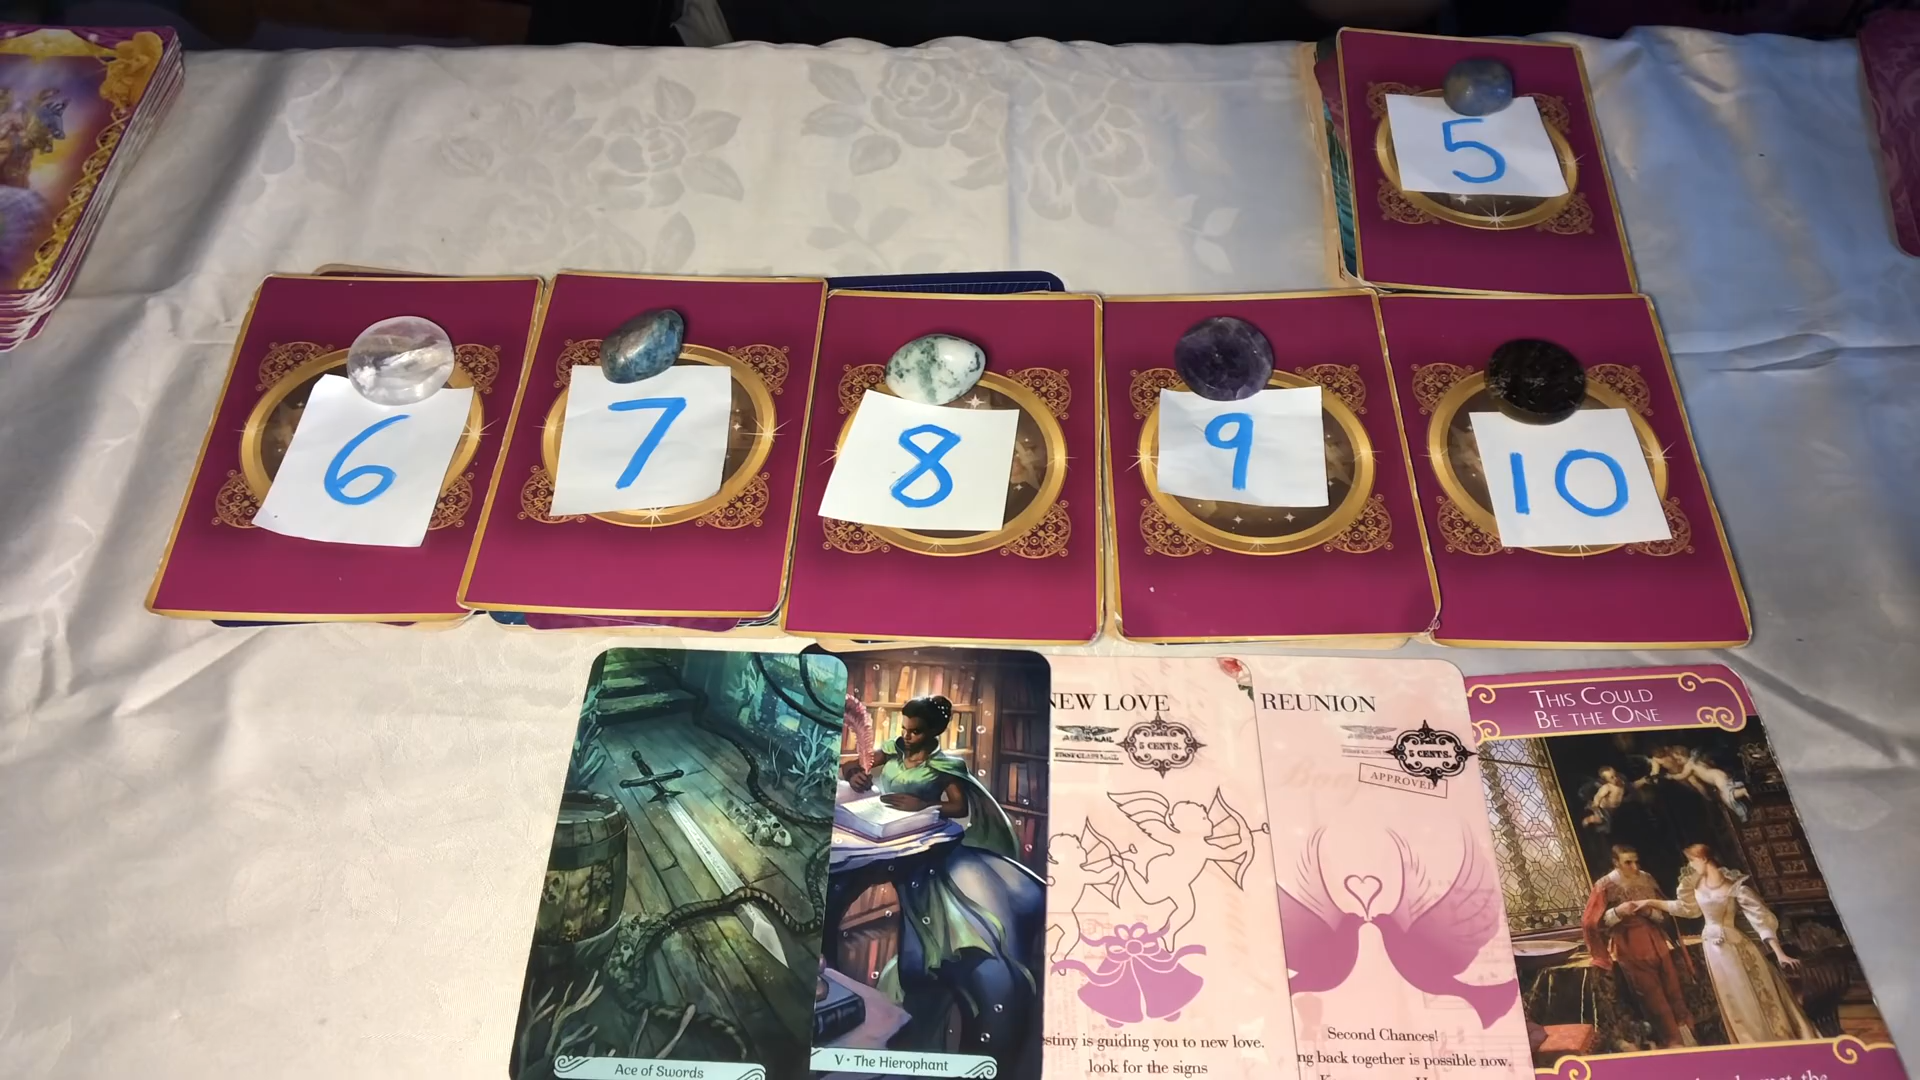 5
6
7
8
9
10
NEW LOVE
5 CENTS.
REUNION
5 CENTS.
APPROVED
THIS COULD
BE THE ONE
Ace of Swords
V • The Hierophant
is guiding you to new love.
look for the signs
Second Chances!
back together is possible now.
the